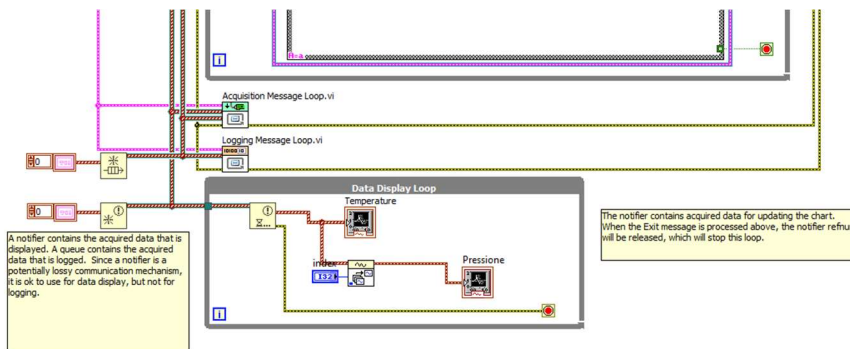 A=a
i
Acquisition Message Loop.vi
Logging Message Loop.vi
0
0
Data Display Loop
Temperature
Pressione
index
I32
i
A notifier contains the acquired data that is
displayed. A queue contains the acquired
data that is logged. Since a notifier is a
potentially lossy communication mechanism,
it is ok to use for data display, but not for
logging.
The notifier contains acquired data for updating the chart.
When the Exit message is processed above, the notifier refnu
will be released, which will stop this loop.